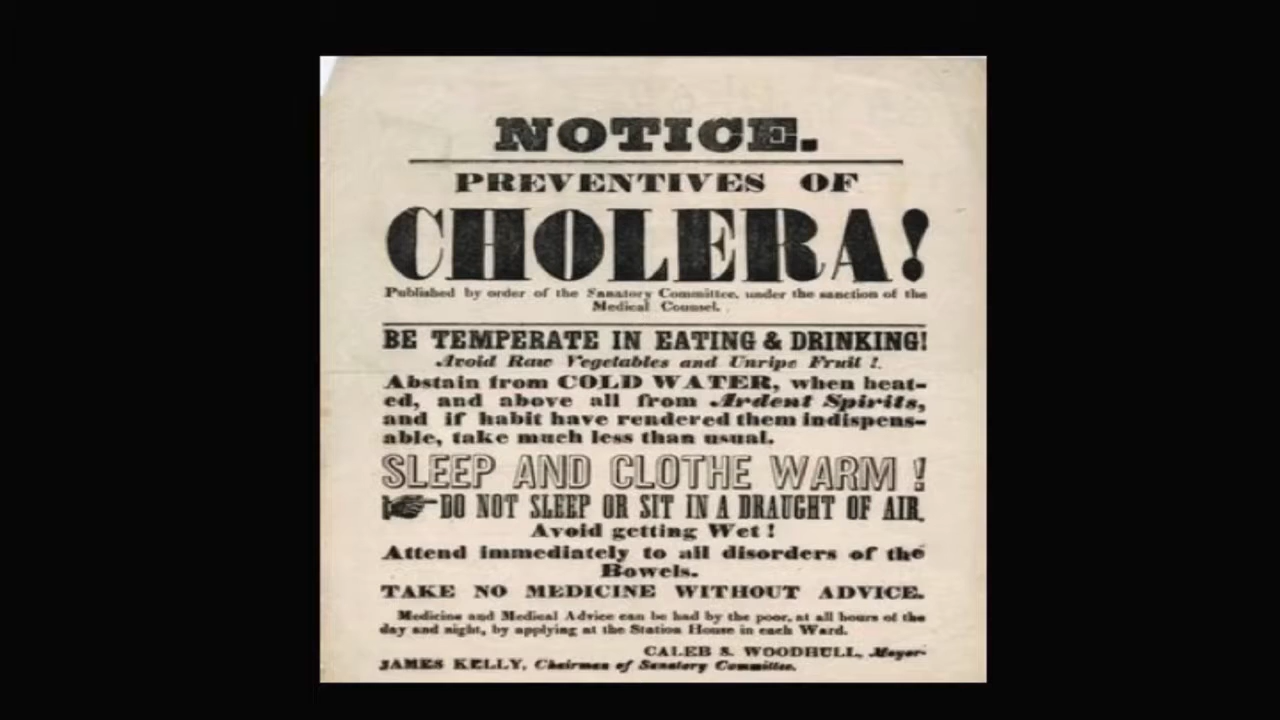 NOTICE.
PREVENTIVES OF
CHOLERA!
Published by order of the Sanatory Committee, under the sanction of the
Medical Counsel.
BE TEMPERATE IN EATING & DRINKING!
Avoid Raw Vegetables and Unripe Fruit !
Abstain from COLD WATER, when heat-
ed, and above all from Ardent Spirits,
and if habit have rendered them indispens-
able, take much less than usual.
SLEEP AND CLOTHE WARM !
DO NOT SLEEP OR SIT IN A DRAUGHT OF AIR.
Avoid getting Wet !
Attend immediately to all disorders of the
Bowels.
TAKE NO MEDICINE WITHOUT ADVICE.
Medicine and Medical Advice can be had by the poor, at all hours of the
day and night, by applying at the Station House in each Ward.
CALEB S. WOODHULL, Mayor
JAMES KELLY, Chairman of Sanatory Committee.